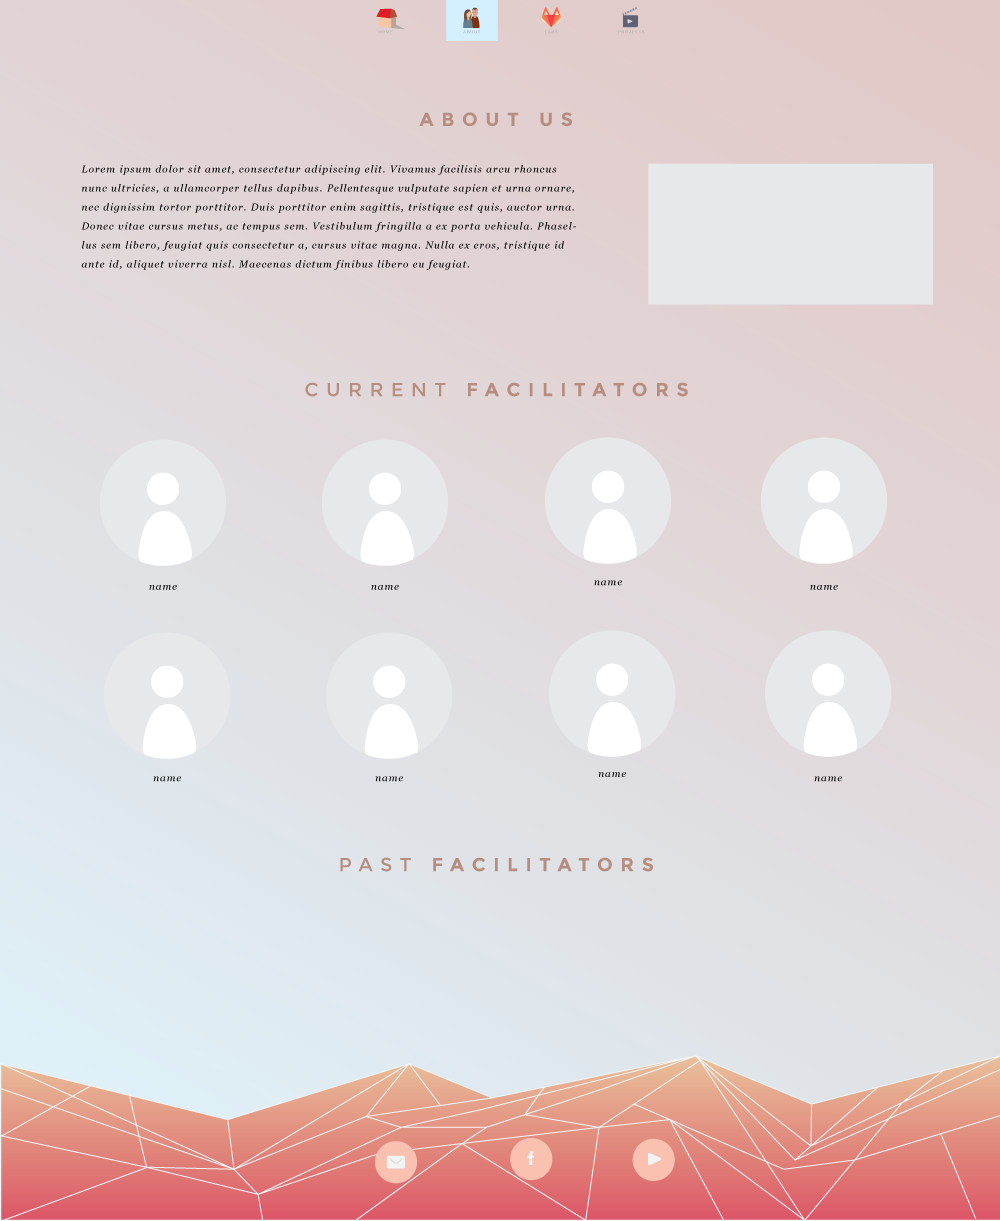 ABOUT
ABOUT US
Lorem ipsum dolor sit amet, consectetur adipiscing elit. Vivamus facilisis arcu rhoncus
nunc ultricies, a ullamcorper tellus dapibus. Pellentesque vulputate sapien et urna ornare,
nec dignissim tortor porttitor. Duis porttitor enim sagittis, tristique est quis, auctor urna.
Donec vitae cursus metus, ac tempus sem. Vestibulum fringilla a ex porta vehicula. Phasel-
lus sem libero, feugiat quis consectetur a, cursus vitae magna. Nulla ex eros, tristique id
ante id, aliquet viverra nisl. Maecenas dictum finibus libero eu feugiat.
CURRENT FACILITATORS
name name name name
name name name name
PAST FACILITATORS